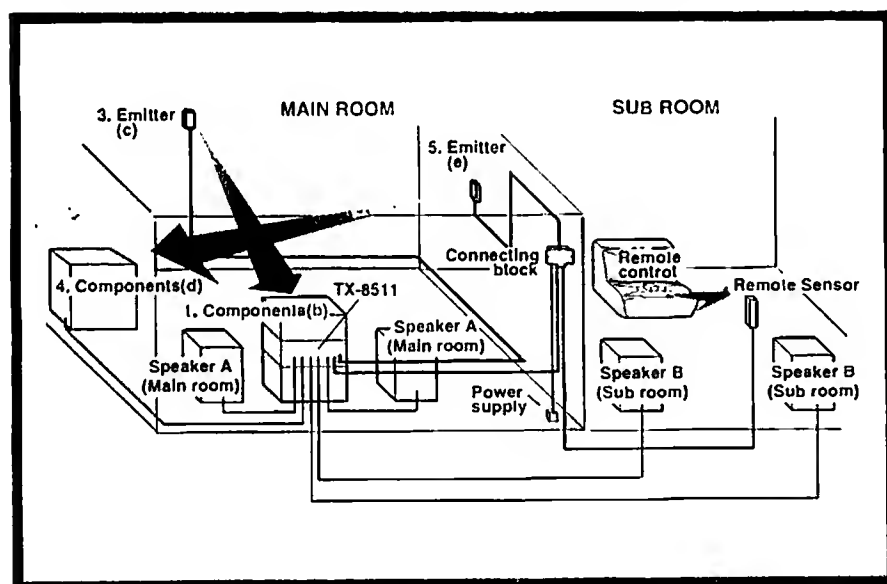 MAIN ROOM
SUB ROOM
3. Emitter
(c)
5. Emitter
(e)
Connecting
block
Remote
control
Remote Sensor
4. Components(d)
TX-8511
1. Components(b)
Speaker A
(Main room)
Speaker A
(Main room)
Power
supply
Speaker B
(Sub room)
Speaker B
(Sub room)